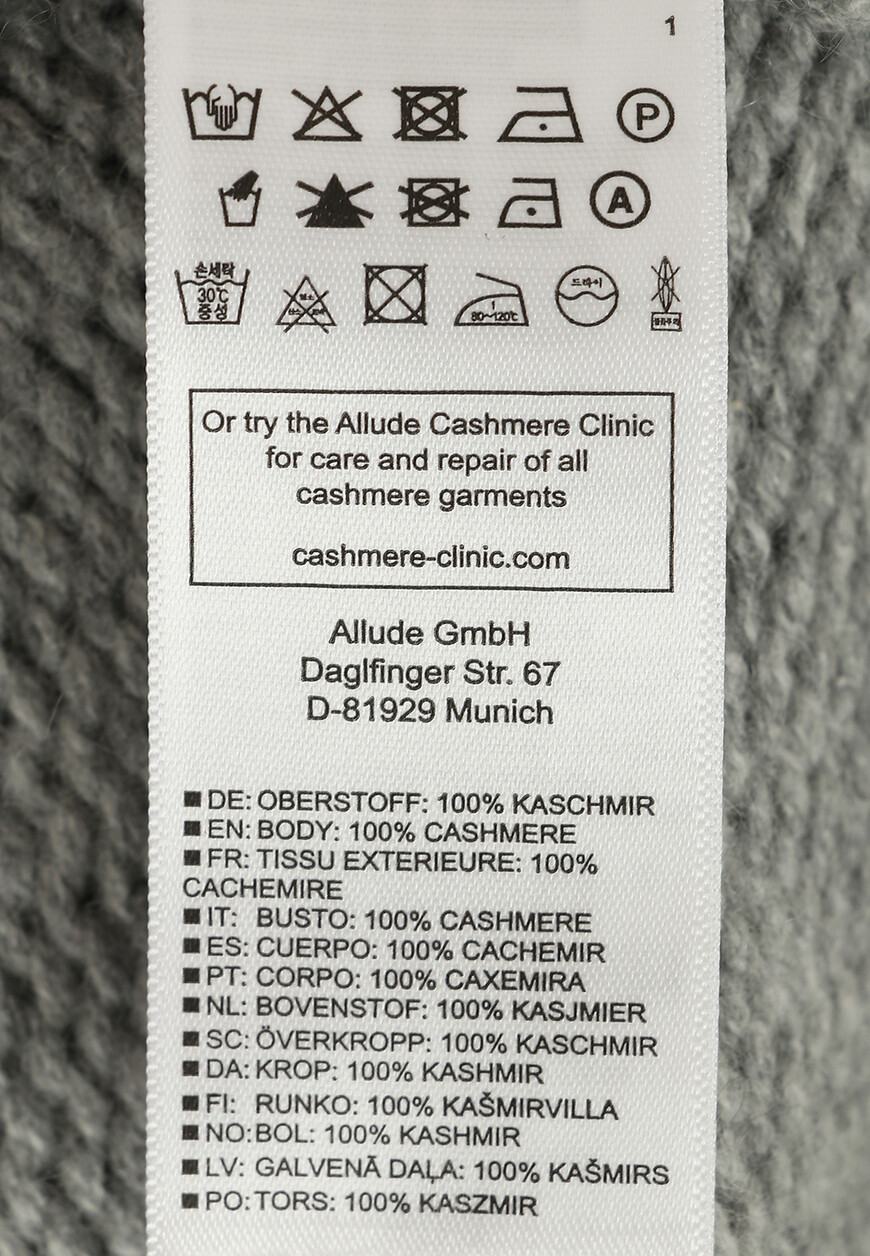 1
P
A
손세탁
30℃
중성
1
80~120℃
드라이
Or try the Allude Cashmere Clinic
for care and repair of all
cashmere garments
cashmere-clinic.com
Allude GmbH
Daglfinger Str. 67
D-81929 Munich
■ DE: OBERSTOFF: 100% KASCHMIR
■ EN: BODY: 100% CASHMERE
■ FR: TISSU EXTERIEURE: 100%
CACHEMIRE
■ IT: BUSTO: 100% CASHMERE
■ ES: CUERPO: 100% CACHEMIR
■ PT: CORPO: 100% CAXEMIRA
■ NL: BOVENSTOF: 100% KASJMIER
■ SC: ÖVERKROPP: 100% KASCHMIR
■ DA: KROP: 100% KASHMIR
■ FI: RUNKO: 100% KAŠMIRVILLA
■ NO: BOL: 100% KASHMIR
■ LV: GALVENĀ DAĻA: 100% KAŠMIRS
■ PO: TORS: 100% KASZMIR